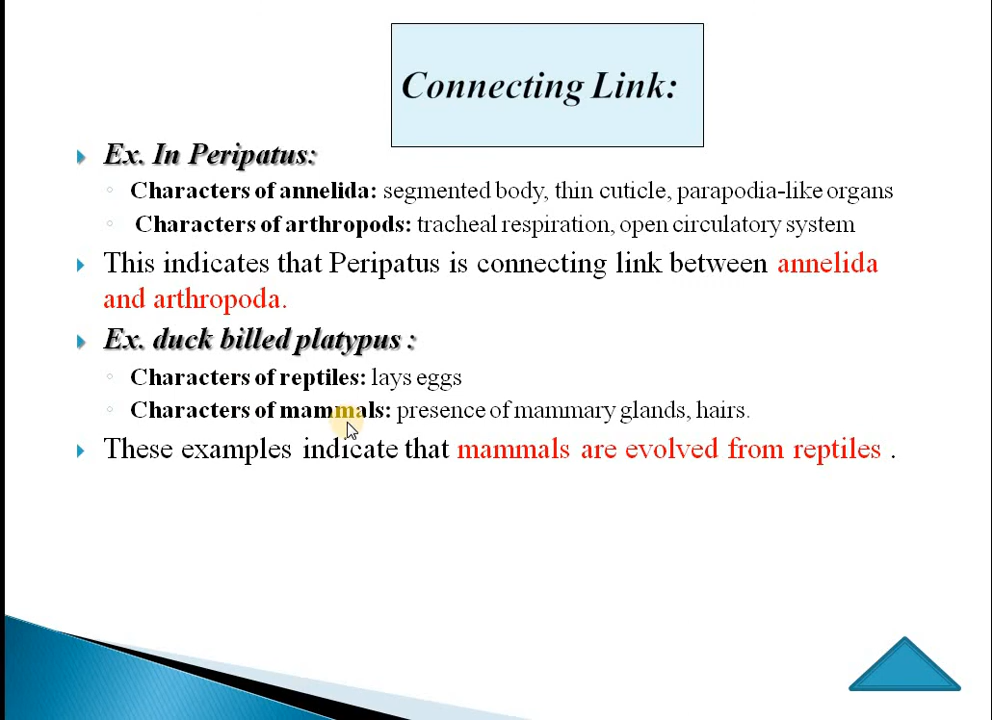 Connecting Link:
Ex. In Peripatus:
Characters of annelida: segmented body, thin cuticle, parapodia-like organs
Characters of arthropods: tracheal respiration, open circulatory system
This indicates that Peripatus is connecting link between annelida
and arthropoda.
Ex. duck billed platypus :
Characters of reptiles: lays eggs
Characters of mammals: presence of mammary glands, hairs.
These examples indicate that mammals are evolved from reptiles .